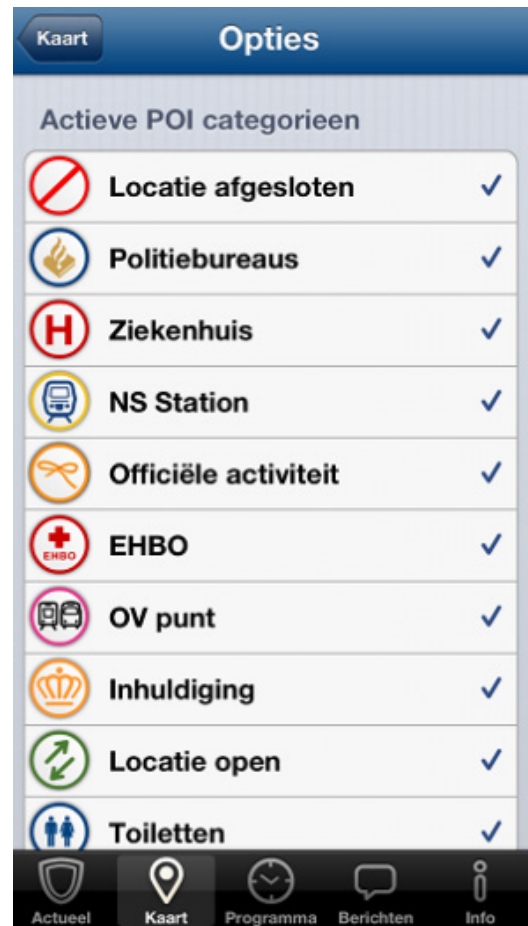 Kaart
Opties
Actieve POI categorieen
Locatie afgesloten
Politiebureaus
H
Ziekenhuis
NS Station
Officiële activiteit
EHBO
EHBO
OV punt
Inhuldiging
Locatie open
Toiletten
Actueel
Kaart
Programma
Berichten
Info